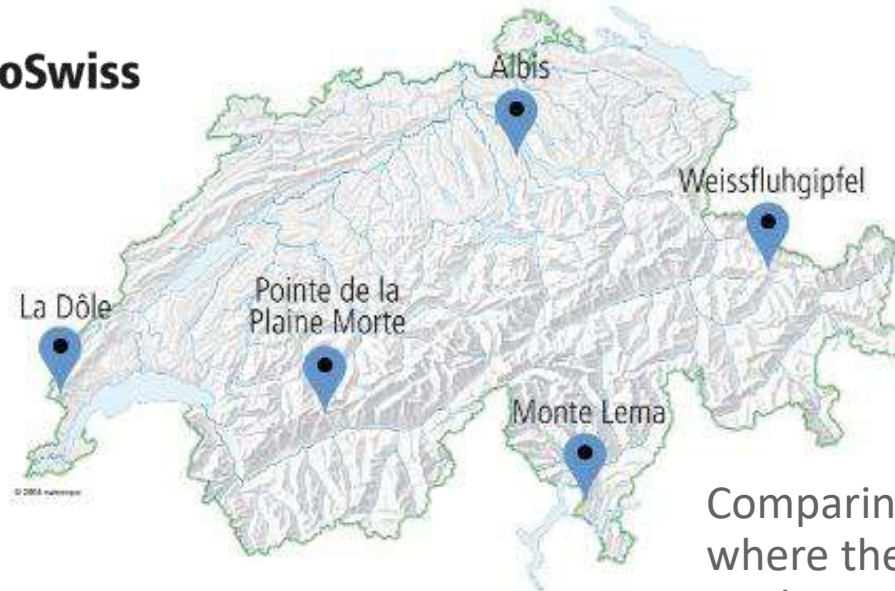 oSwiss
Albis
Weissfluhgipfel
La Dôle
Pointe de la
Plaine Morte
Monte Lema
Comparin
where the